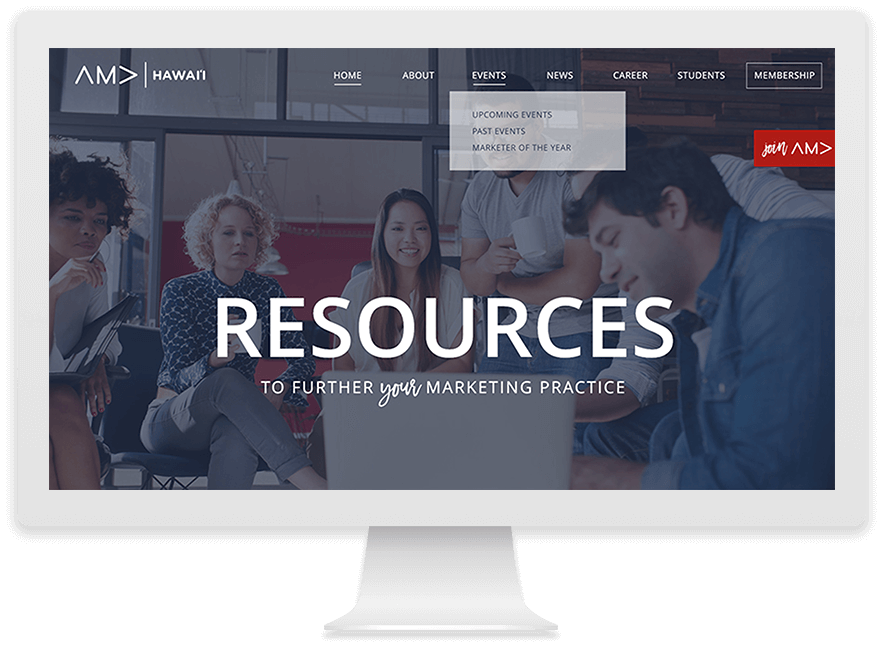 AMA | HAWAIʻI
HOME ABOUT EVENTS NEWS CAREER STUDENTS MEMBERSHIP
UPCOMING EVENTS
PAST EVENTS
MARKETER OF THE YEAR
join AMA
RESOURCES
TO FURTHER your MARKETING PRACTICE